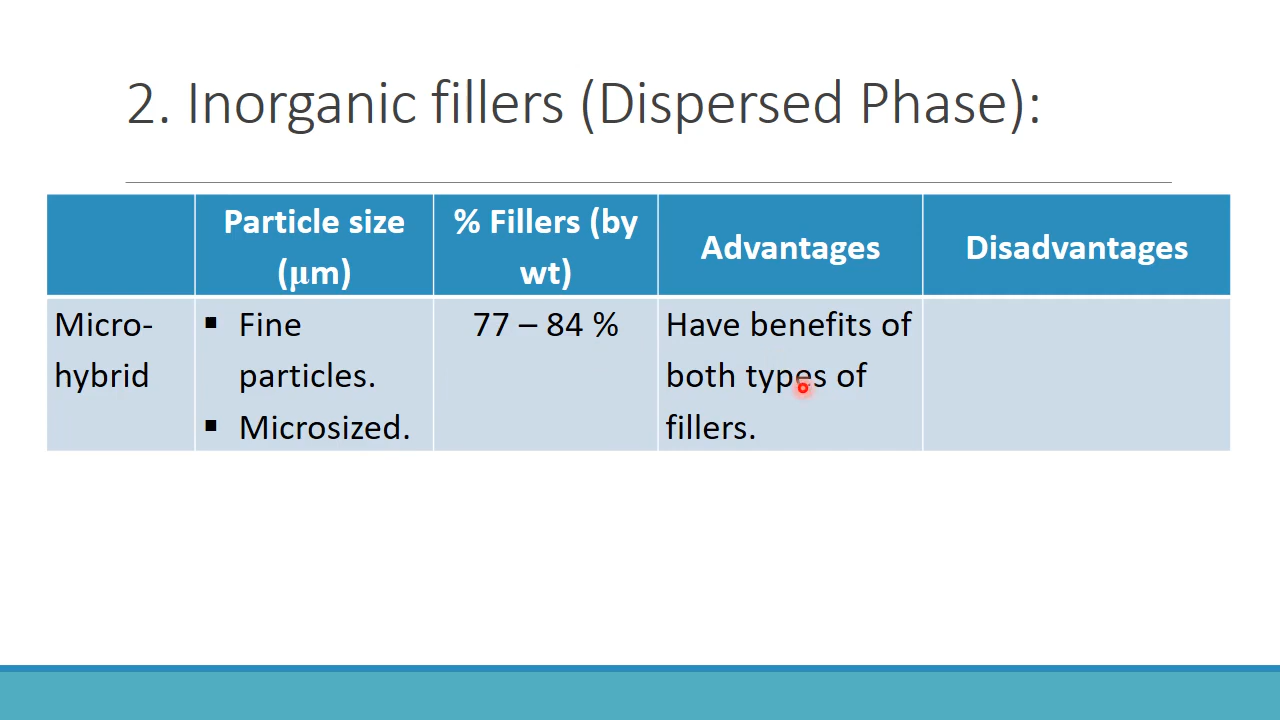 2. Inorganic fillers (Dispersed Phase):
Particle size
(μm)
% Fillers (by
wt)
Advantages
Disadvantages
Micro-
hybrid
▪ Fine
particles.
▪ Microsized.
77 – 84 %
Have benefits of
both types of
fillers.